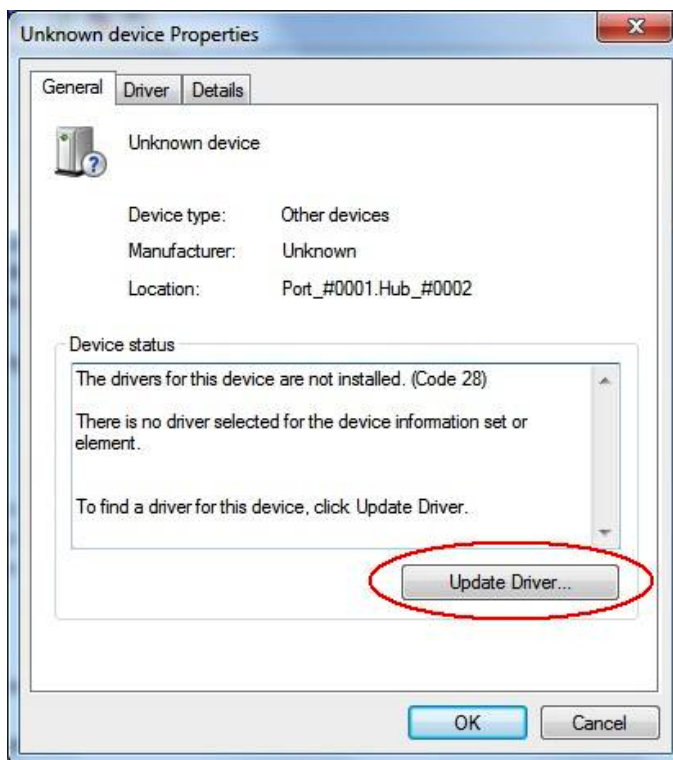 Unknown device Properties
General Driver Details
Unknown device
Device type: Other devices
Manufacturer: Unknown
Location: Port_#0001.Hub_#0002
Device status
The drivers for this device are not installed. (Code 28)
There is no driver selected for the device information set or
element.
To find a driver for this device, click Update Driver.
Update Driver...
OK Cancel